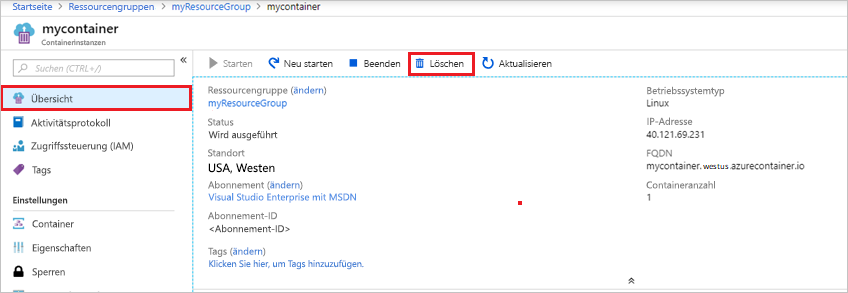 Startseite > Ressourcengruppen > myResourceGroup > mycontainer
mycontainer
Containerinstanzen
Suchen (CTRL+/)
«
Übersicht
Aktivitätsprotokoll
Zugriffssteuerung (IAM)
Tags
Einstellungen
Container
Eigenschaften
Sperren
Starten Neu starten Beenden Löschen Aktualisieren
Ressourcengruppe (ändern)
myResourceGroup
Status
Wird ausgeführt
Standort
USA, Westen
Abonnement (ändern)
Visual Studio Enterprise mit MSDN
Abonnement-ID
<Abonnement-ID>
Tags (ändern)
Klicken Sie hier, um Tags hinzuzufügen.
Betriebssystemtyp
Linux
IP-Adresse
40.121.69.231
FQDN
mycontainer.westus.azurecontainer.io
Containeranzahl
1